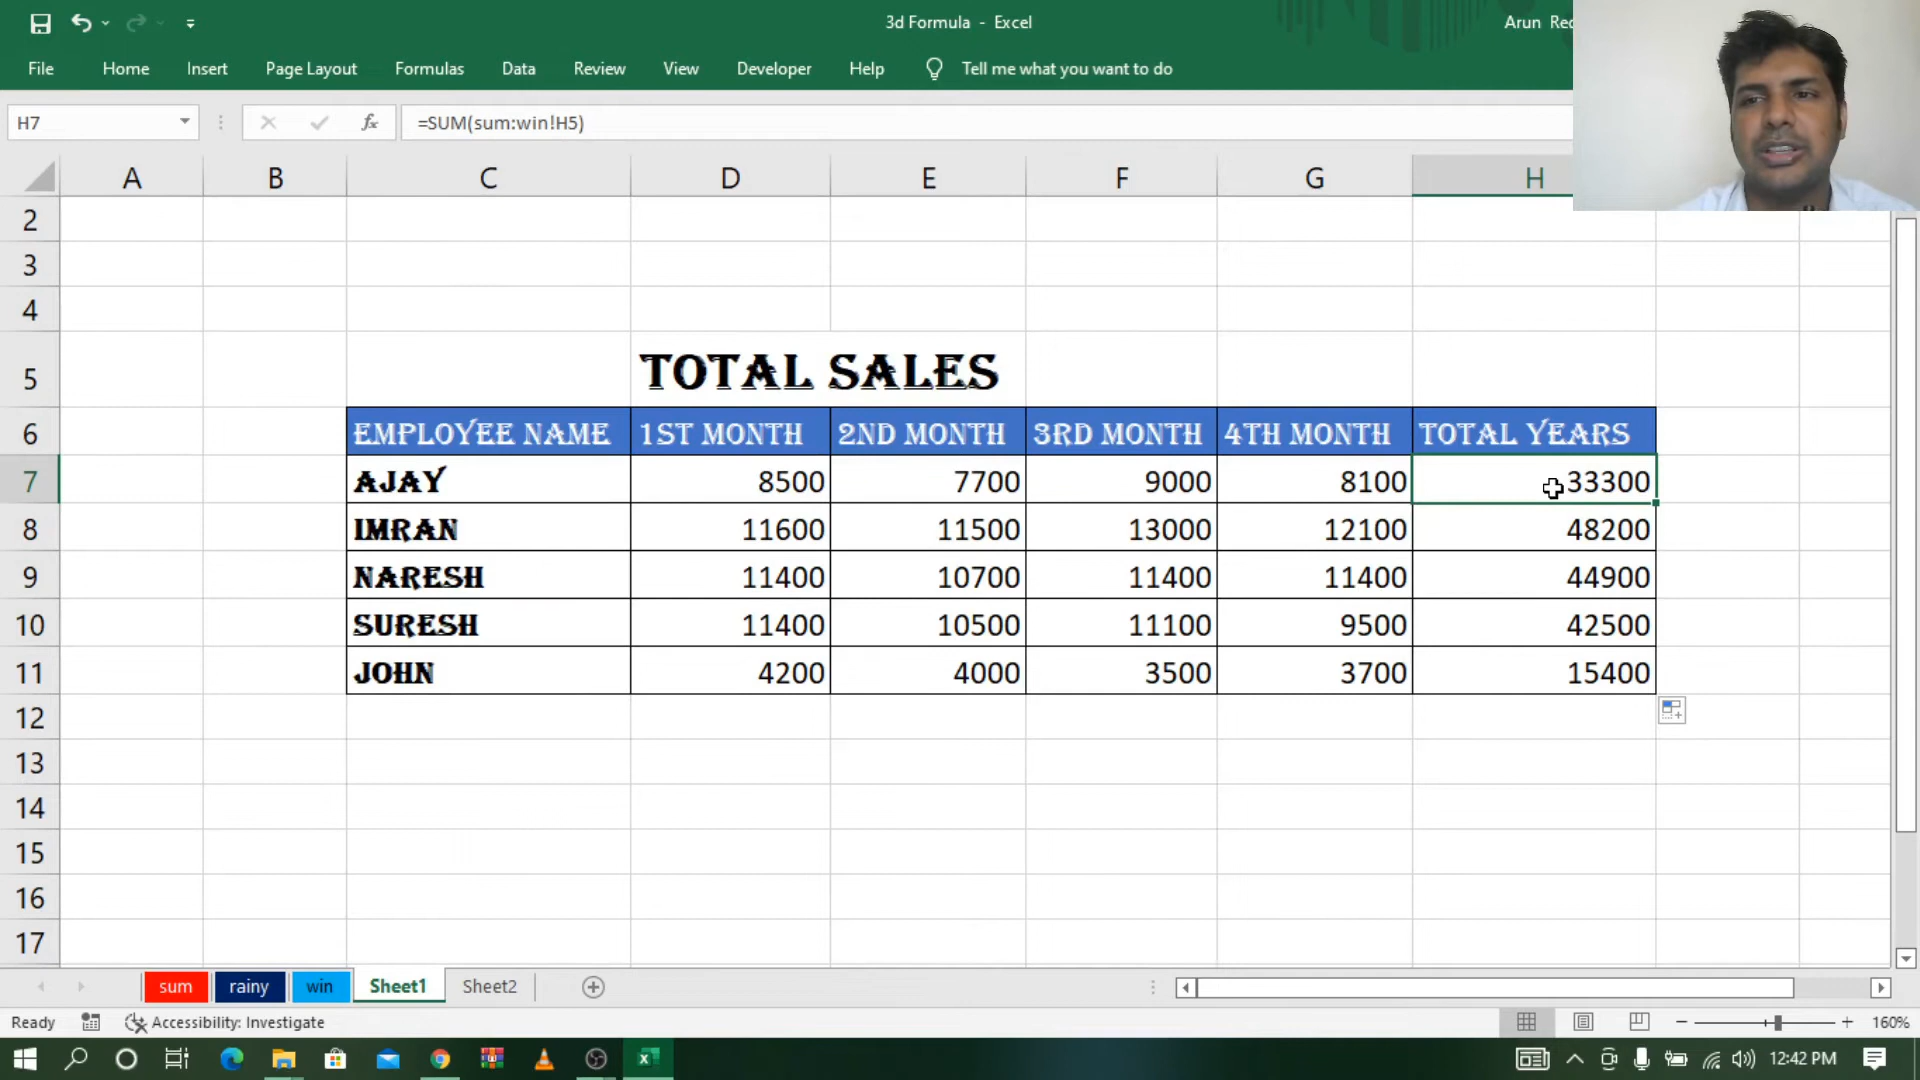 3d Formula - Excel
Arun Red
File Home Insert Page Layout Formulas Data Review View Developer Help Tell me what you want to do
H7 fx =SUM(sum:win!H5)
A B C D E F G H
2
3
4
5 TOTAL SALES
6 EMPLOYEE NAME 1ST MONTH 2ND MONTH 3RD MONTH 4TH MONTH TOTAL YEARS
7 AJAY 8500 7700 9000 8100 33300
8 IMRAN 11600 11500 13000 12100 48200
9 NARESH 11400 10700 11400 11400 44900
10 SURESH 11400 10500 11100 9500 42500
11 JOHN 4200 4000 3500 3700 15400
12
13
14
15
16
17
sum rainy win Sheet1 Sheet2
Ready Accessibility: Investigate 160%
12:42 PM